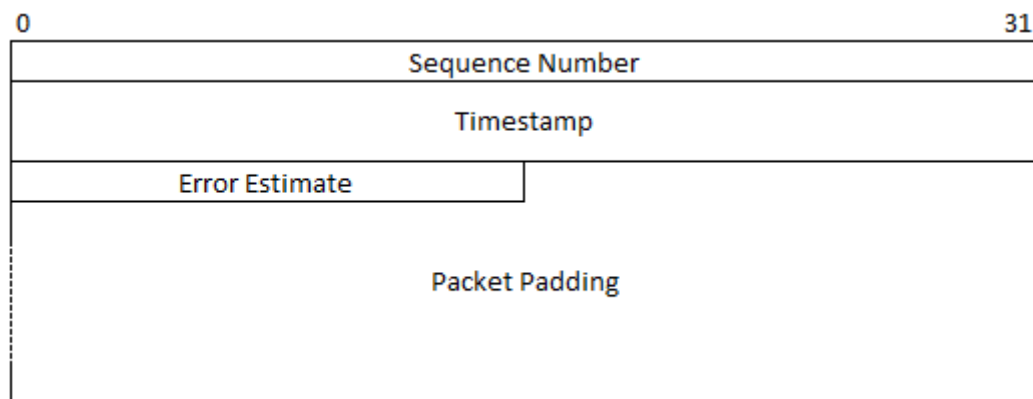 0 31
Sequence Number
Timestamp
Error Estimate
Packet Padding